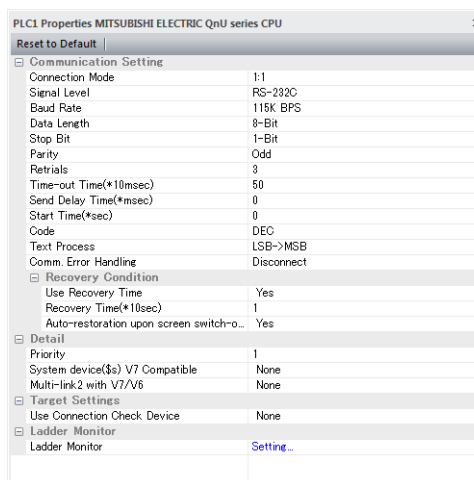 PLC1 Properties MITSUBISHI ELECTRIC QnU series CPU
Reset to Default
Communication Setting
Connection Mode 1:1
Signal Level RS-232C
Baud Rate 115K BPS
Data Length 8-Bit
Stop Bit 1-Bit
Parity Odd
Retrials 3
Time-out Time(*10msec) 50
Send Delay Time(*msec) 0
Start Time(*sec) 0
Code DEC
Text Process LSB->MSB
Comm. Error Handling Disconnect
Recovery Condition
Use Recovery Time Yes
Recovery Time(*10sec) 1
Auto-restoration upon screen switch-o... Yes
Detail
Priority 1
System device($s) V7 Compatible None
Multi-link2 with V7/V6 None
Target Settings
Use Connection Check Device None
Ladder Monitor
Ladder Monitor Setting...